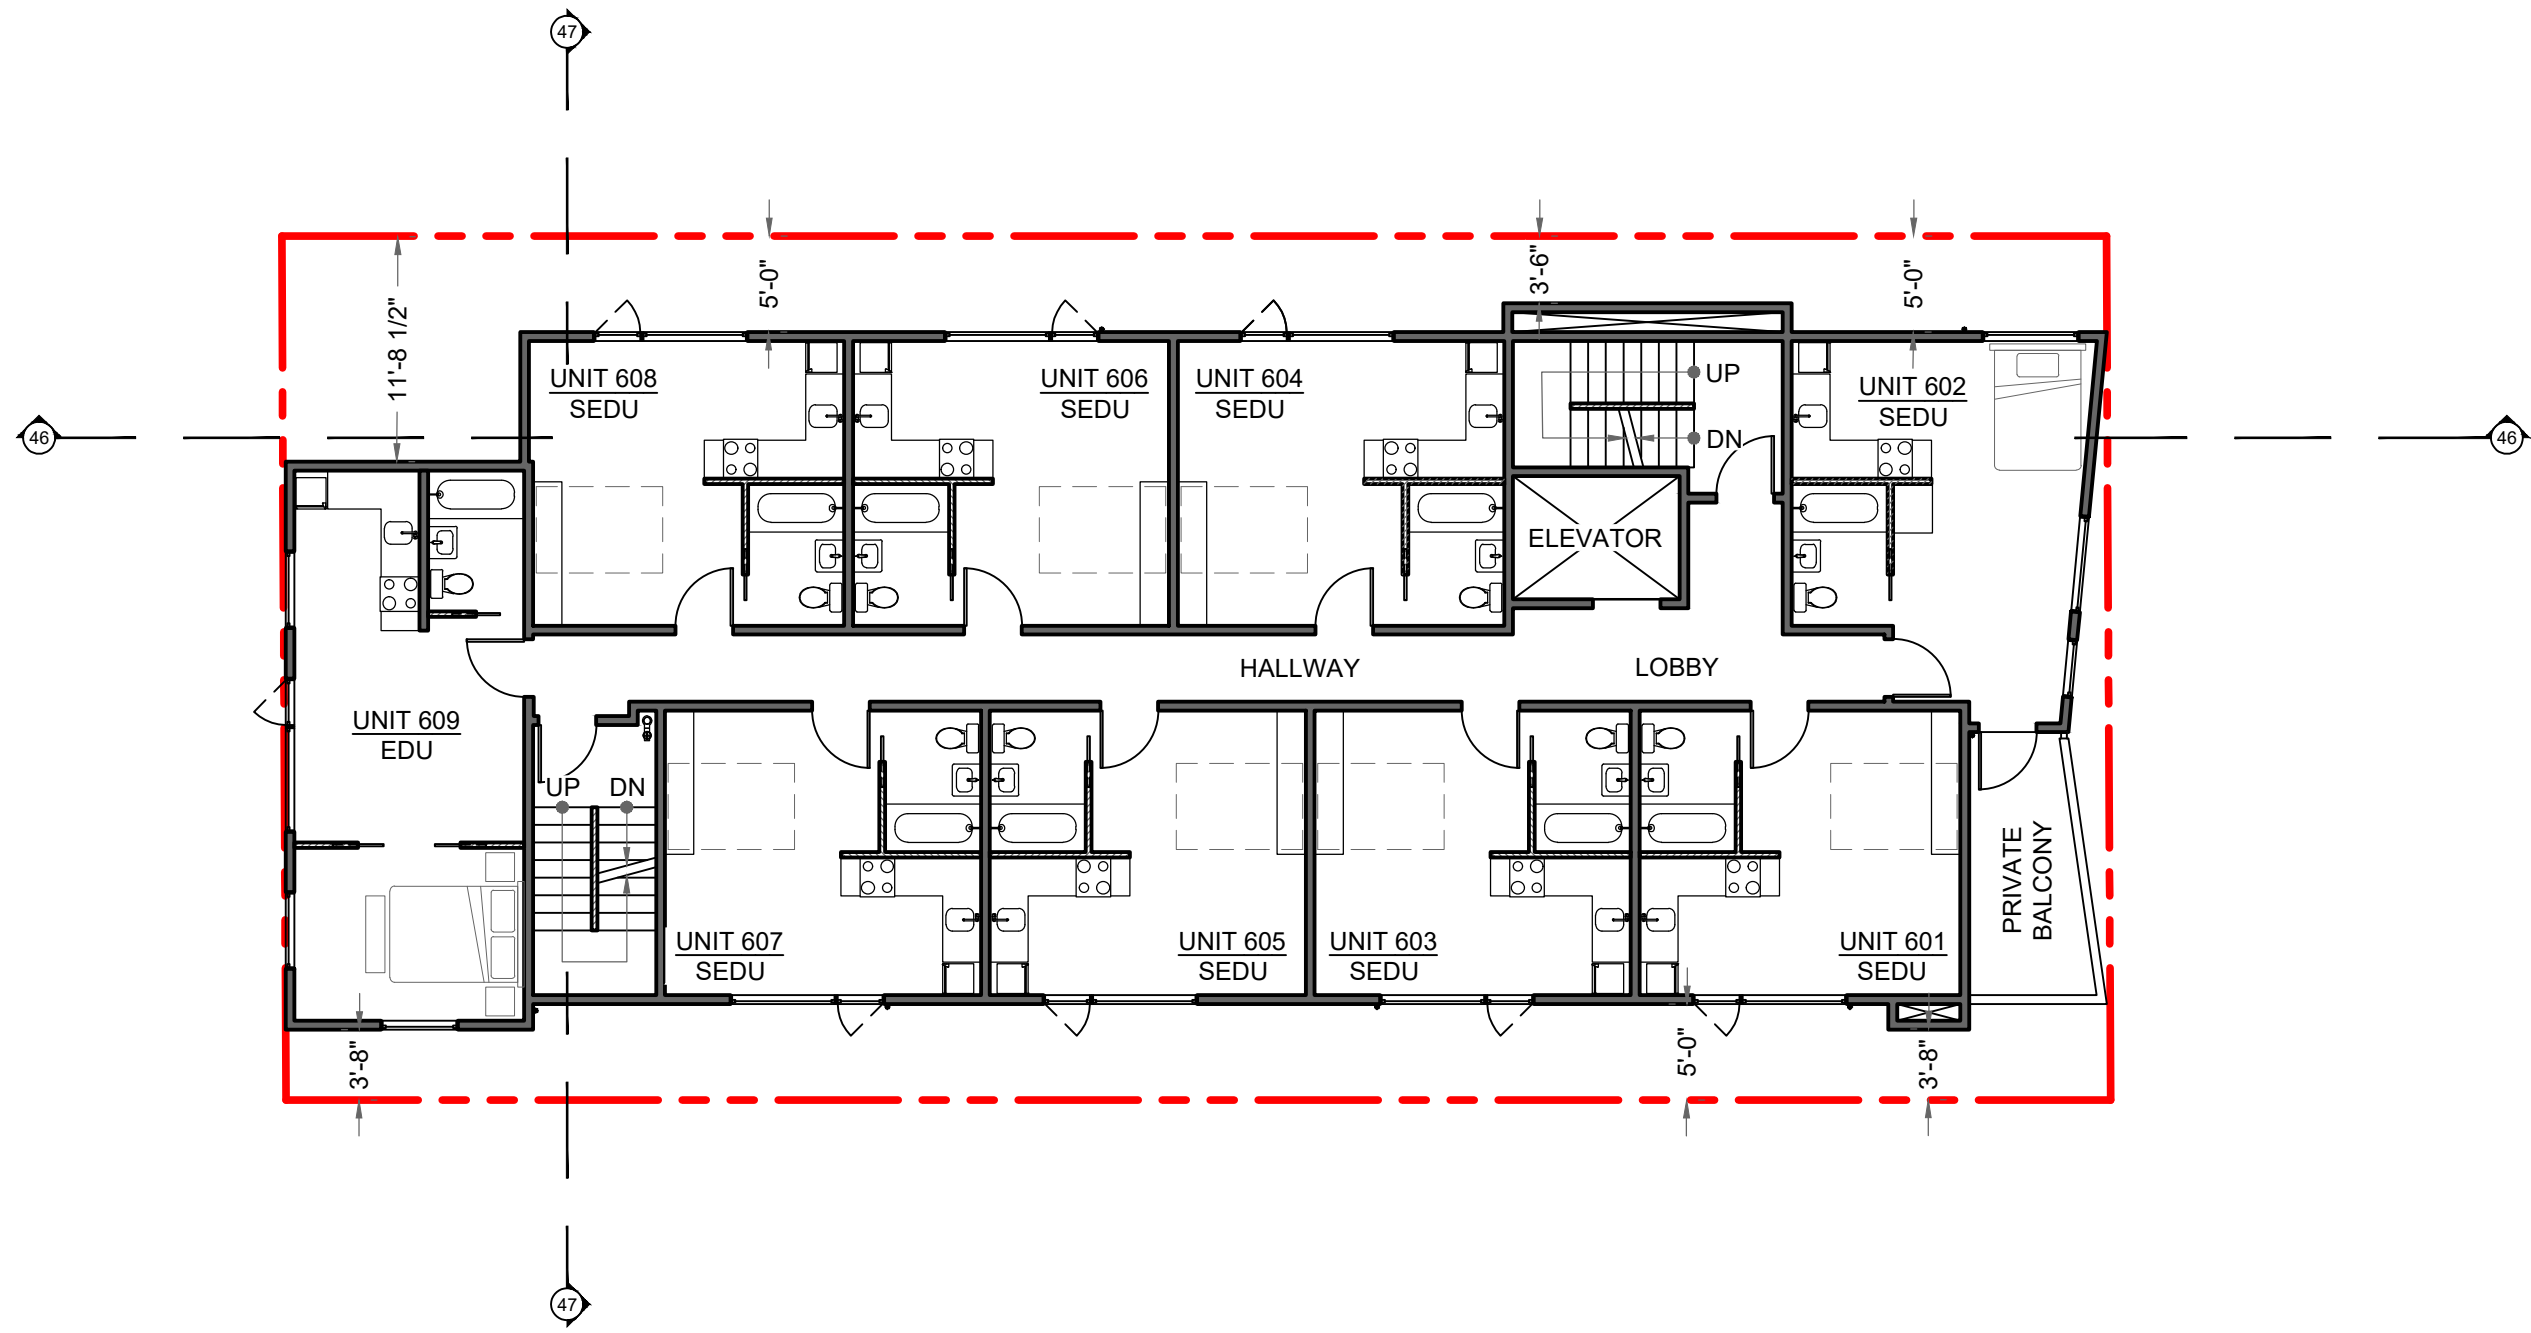 47
5'-0"
3'-6"
5'-0"
11'-8 1/2"
UNIT 608
SEDU
UNIT 606
SEDU
UNIT 604
SEDU
UP
DN
UNIT 602
SEDU
46
46
ELEVATOR
HALLWAY
LOBBY
UNIT 609
EDU
UP
DN
PRIVATE
BALCONY
UNIT 607
SEDU
UNIT 605
SEDU
UNIT 603
SEDU
UNIT 601
SEDU
3'-8"
5'-0"
3'-8"
47